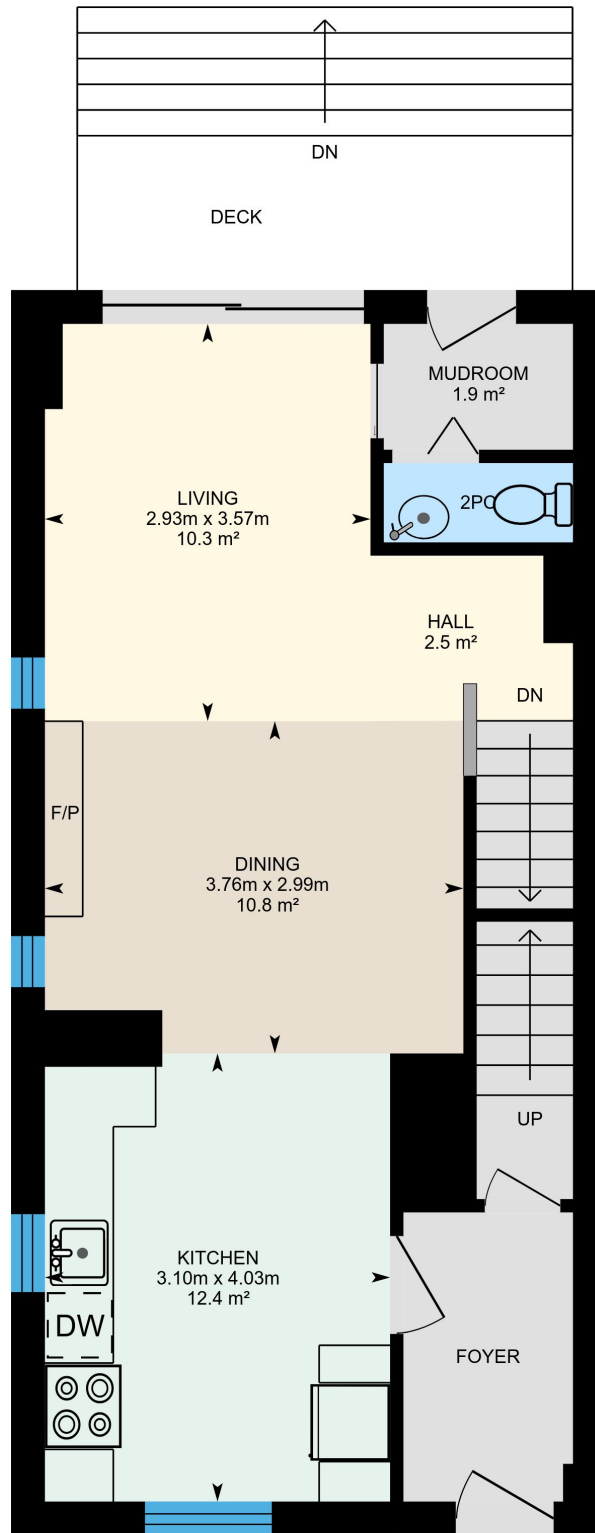 DN
DECK
MUDROOM
1.9 m²
LIVING
2.93m x 3.57m
10.3 m²
2PC
HALL
2.5 m²
DN
F/P
DINING
3.76m x 2.99m
10.8 m²
UP
KITCHEN
3.10m x 4.03m
12.4 m²
DW
FOYER